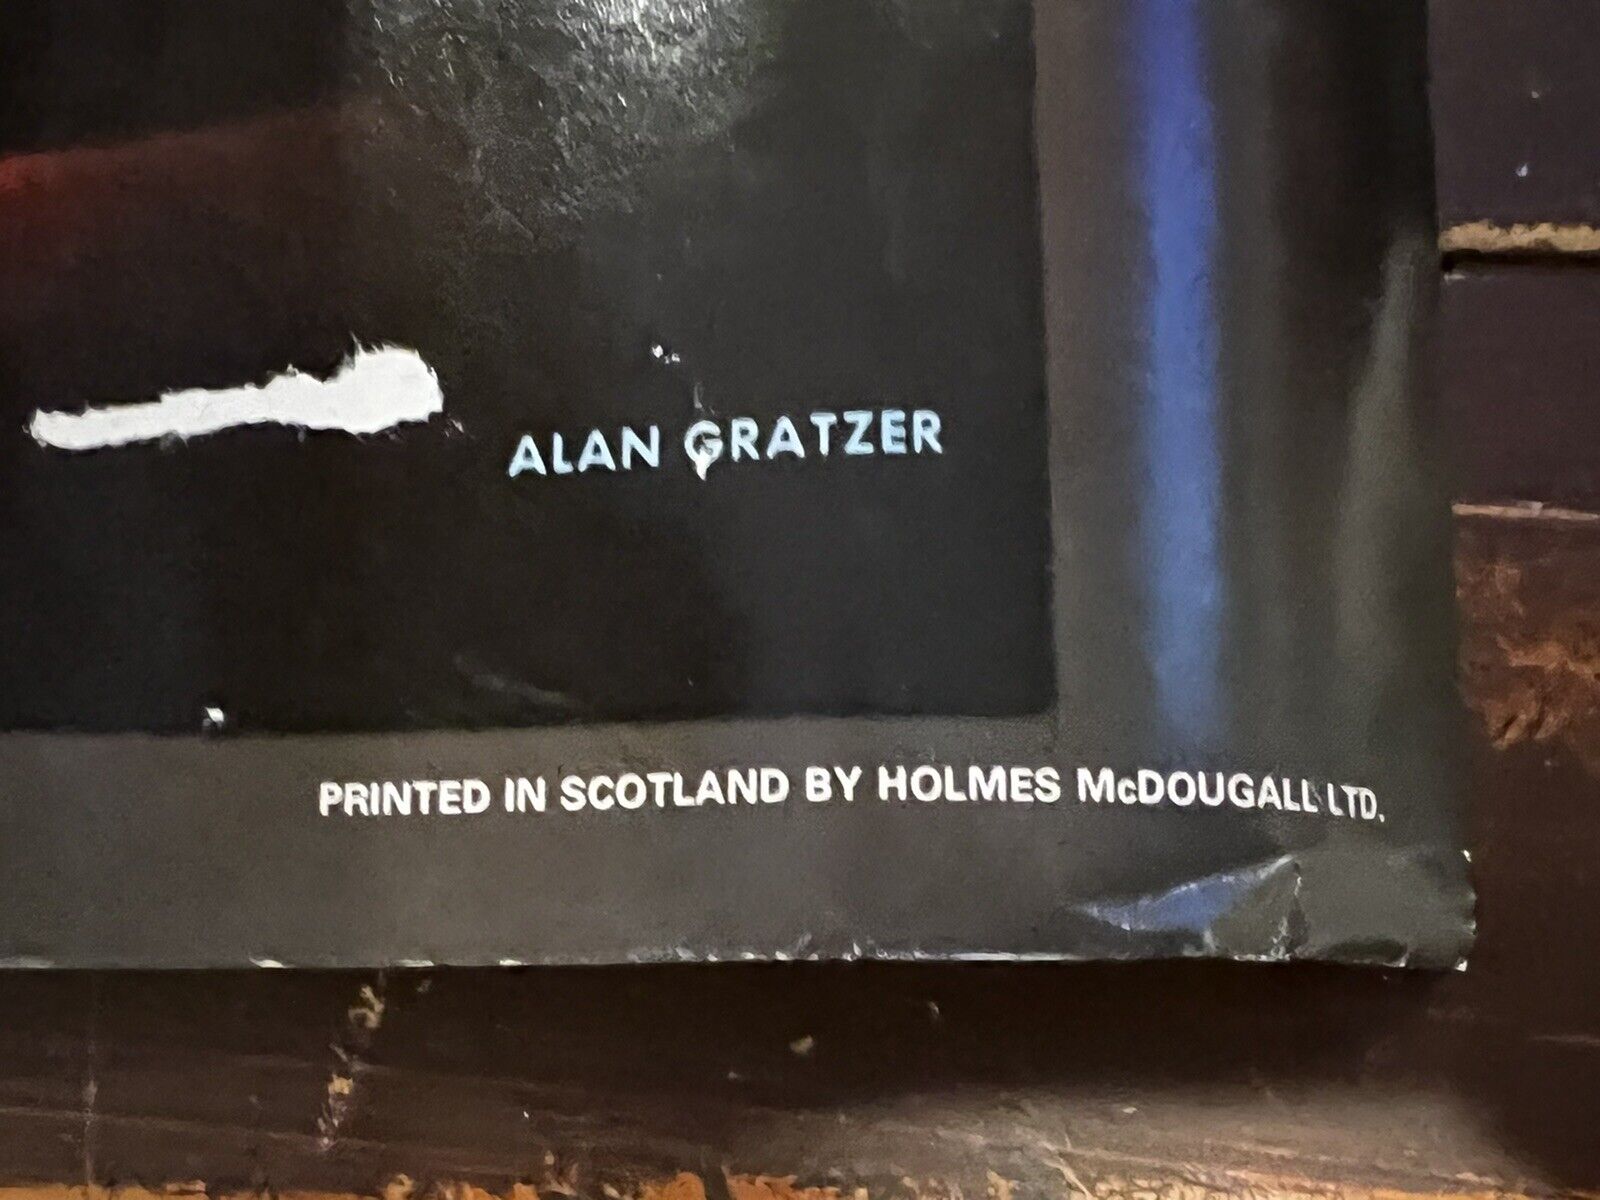 ALAN GRATZER
PRINTED IN SCOTLAND BY HOLMES McDOUGALL LTD.